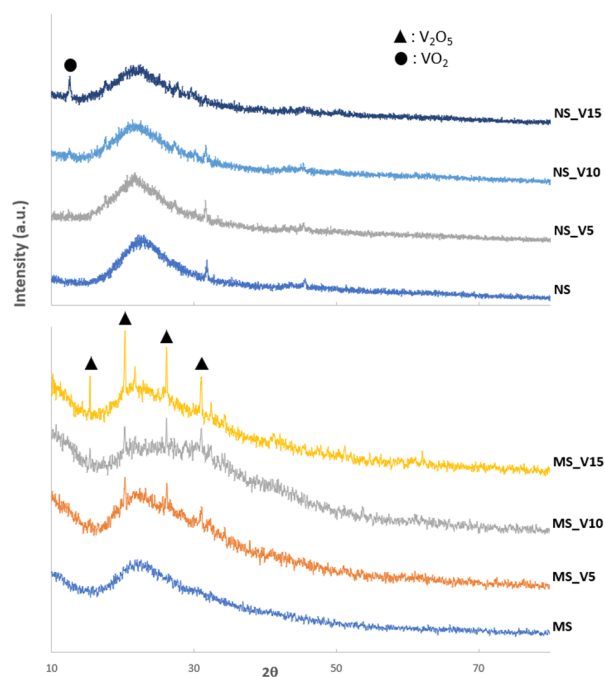 ▲ : V₂O₅
● : VO₂
NS_V15
NS_V10
NS_V5
NS
Intensity (a.u.)
MS_V15
MS_V10
MS_V5
MS
10 30 50 70
2θ